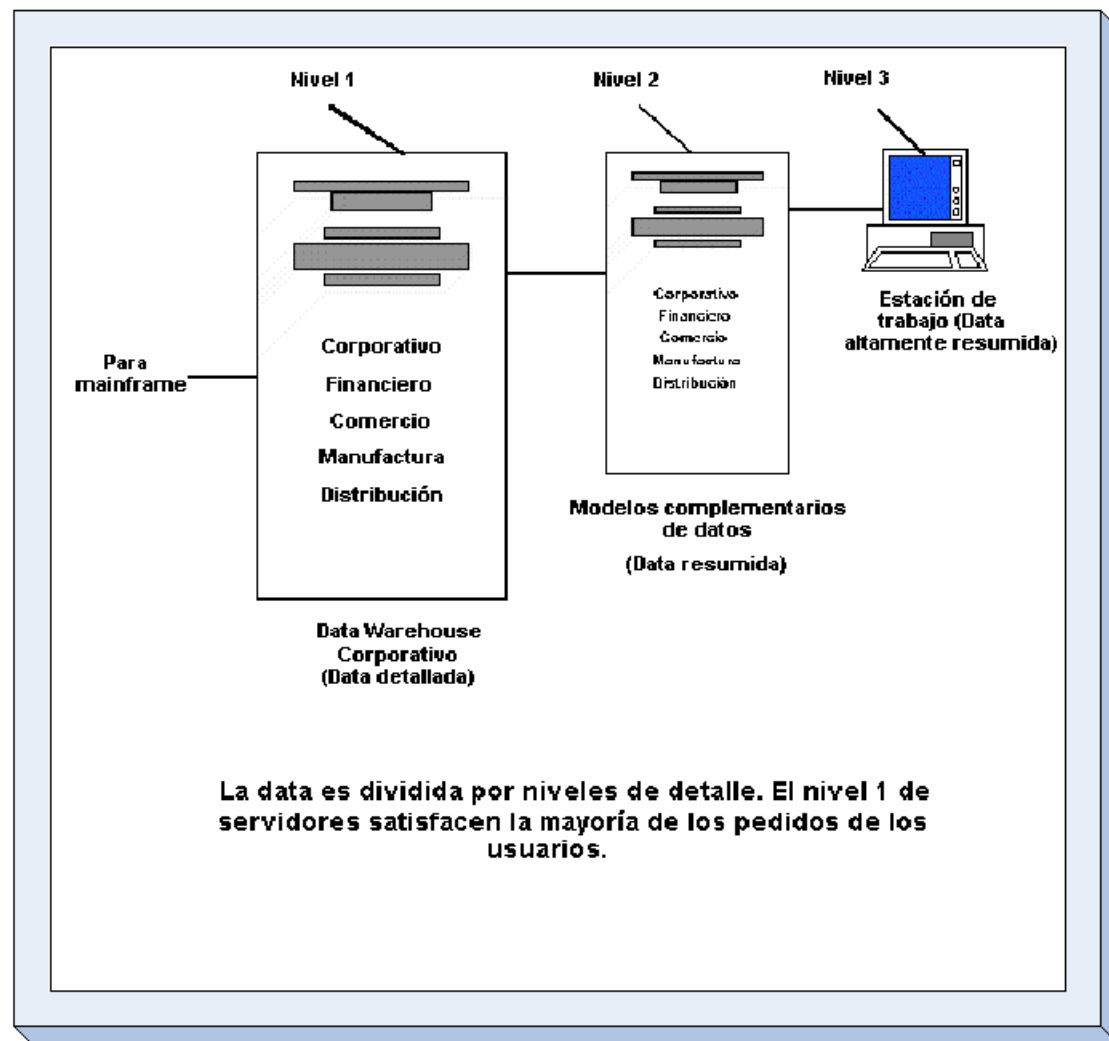 Nivel 1
Nivel 2
Nivel 3
Para
mainframe
Corporativo
Financiero
Comercio
Manufactura
Distribución
Data Warehouse
Corporativo
(Data detallada)
Corporativo
Financiero
Comercio
Manufactura
Distribución
Modelos complementarios
de datos
(Data resumida)
Estación de
trabajo (Data
altamente resumida)
La data es dividida por niveles de detalle. El nivel 1 de
servidores satisfacen la mayoría de los pedidos de los
usuarios.